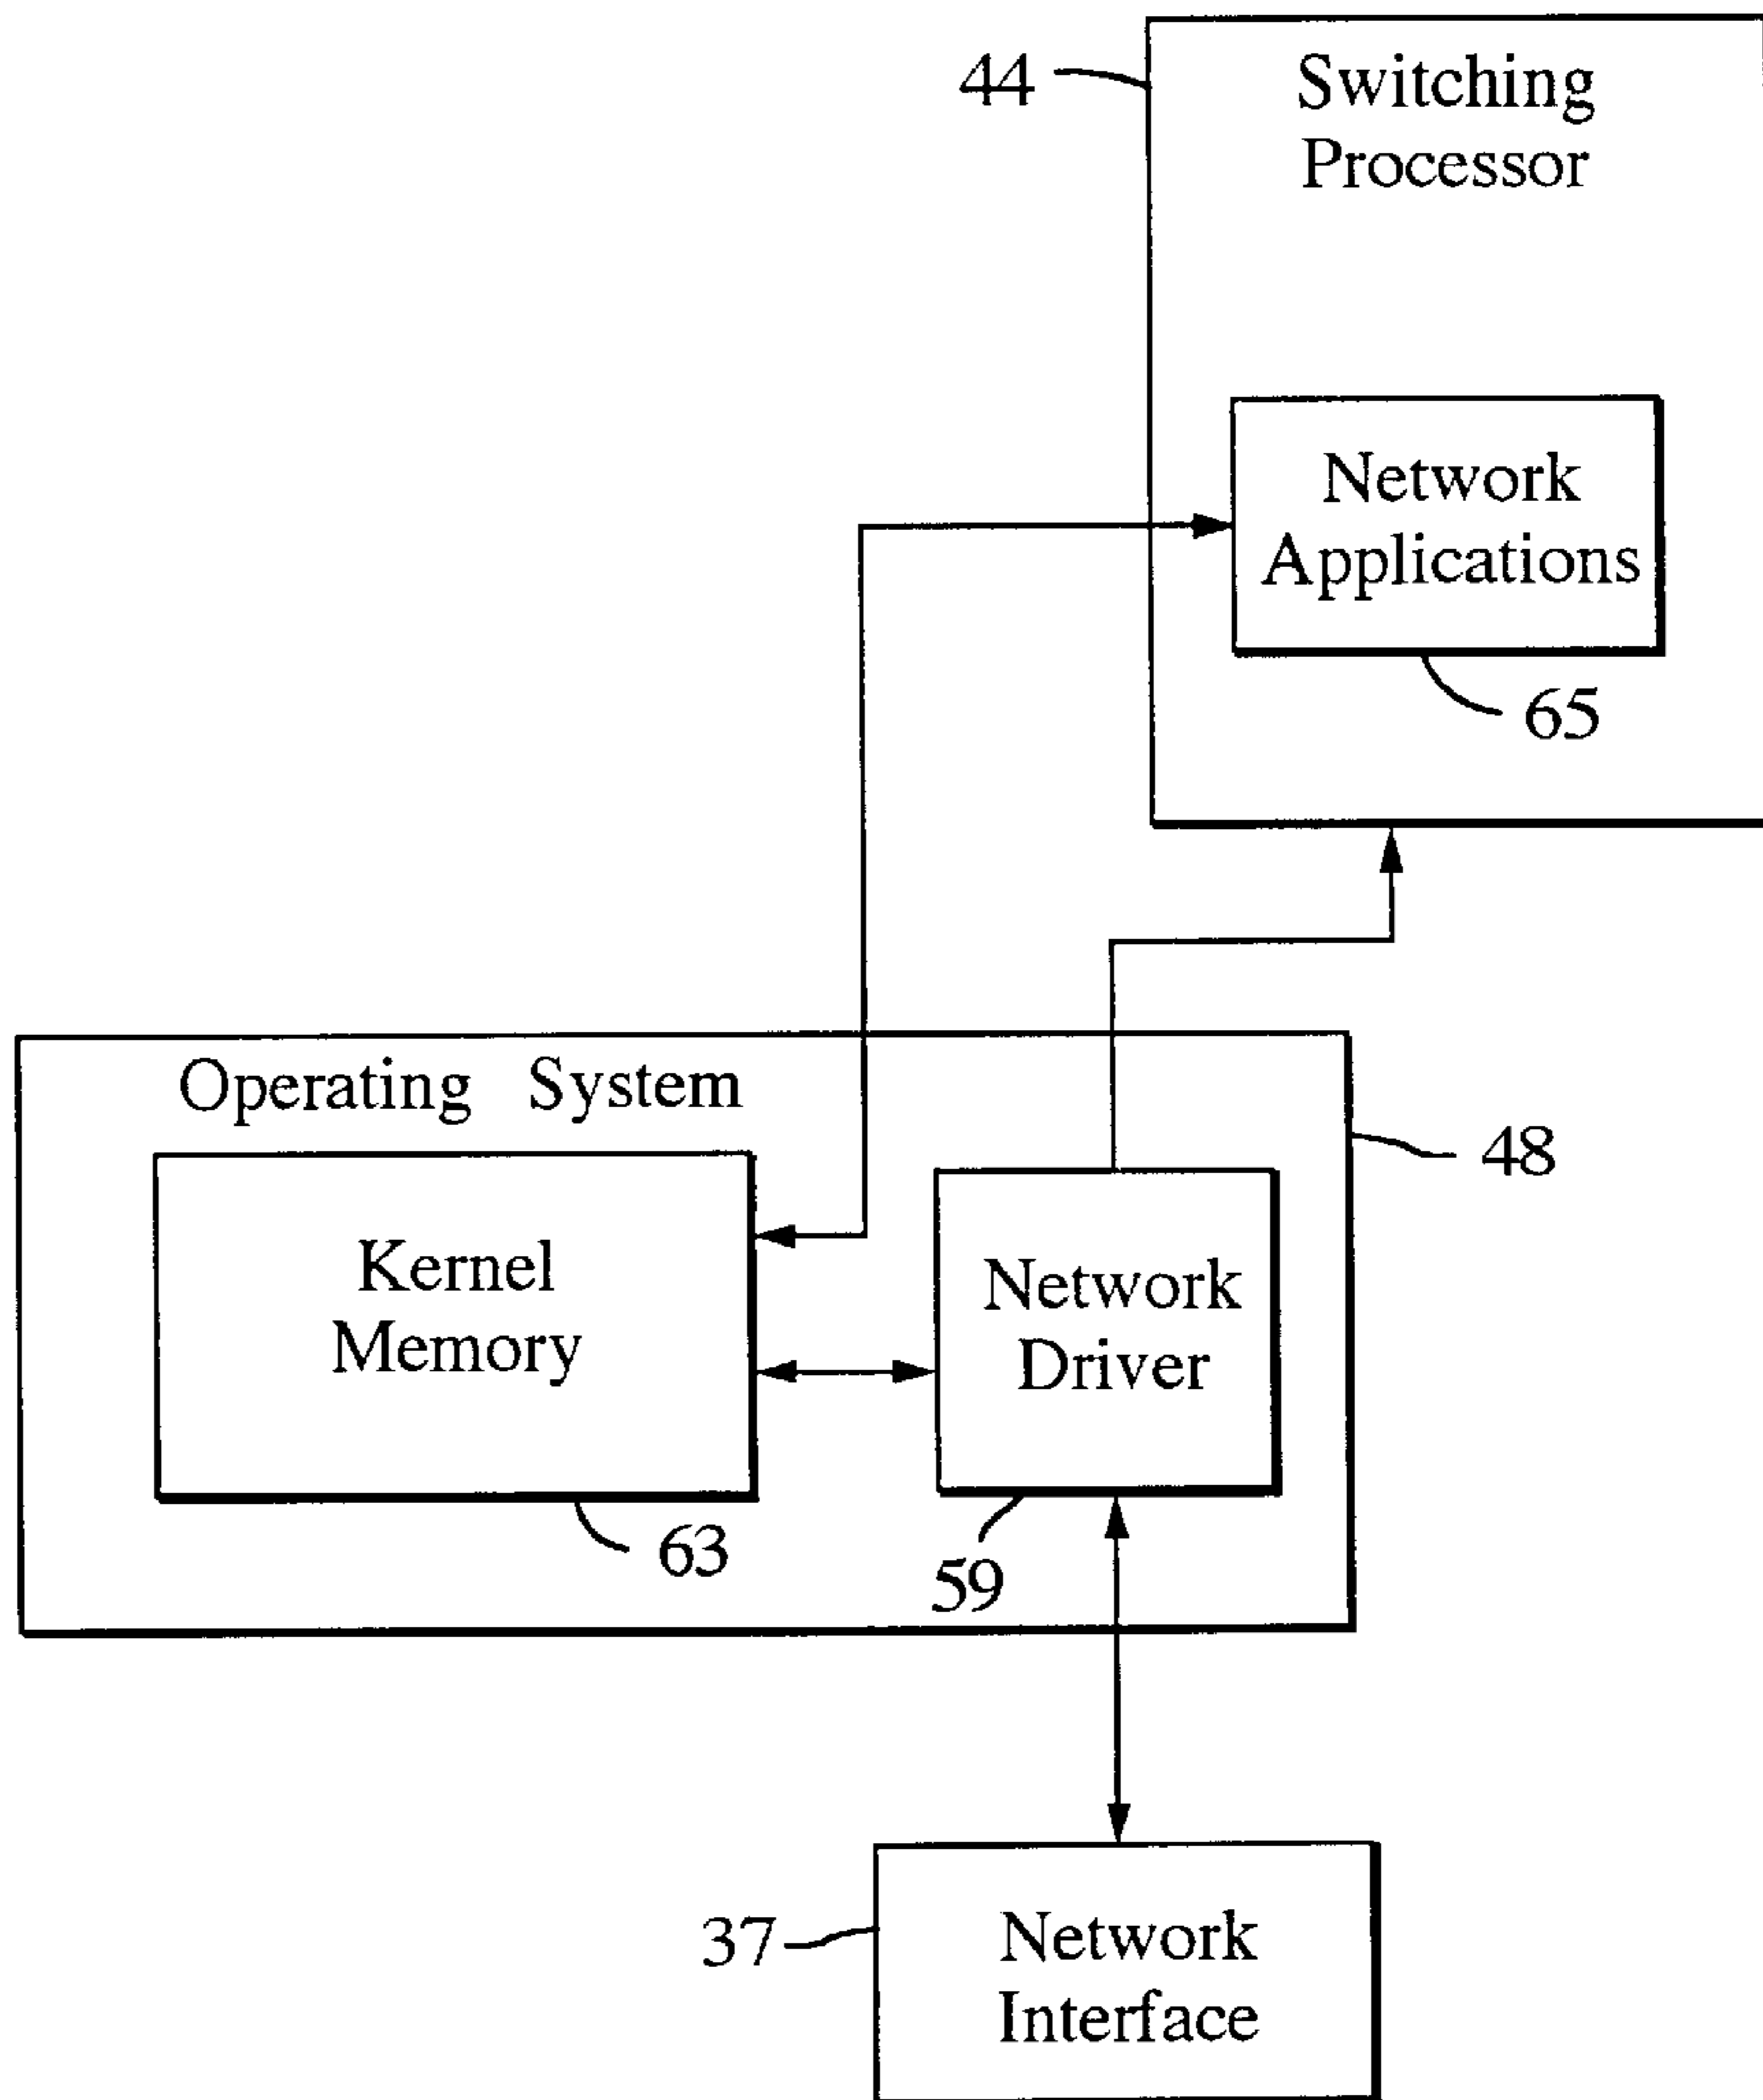 44
Switching
Processor
Network
Applications
65
Operating System
48
Kernel
Memory
Network
Driver
63
59
37
Network
Interface